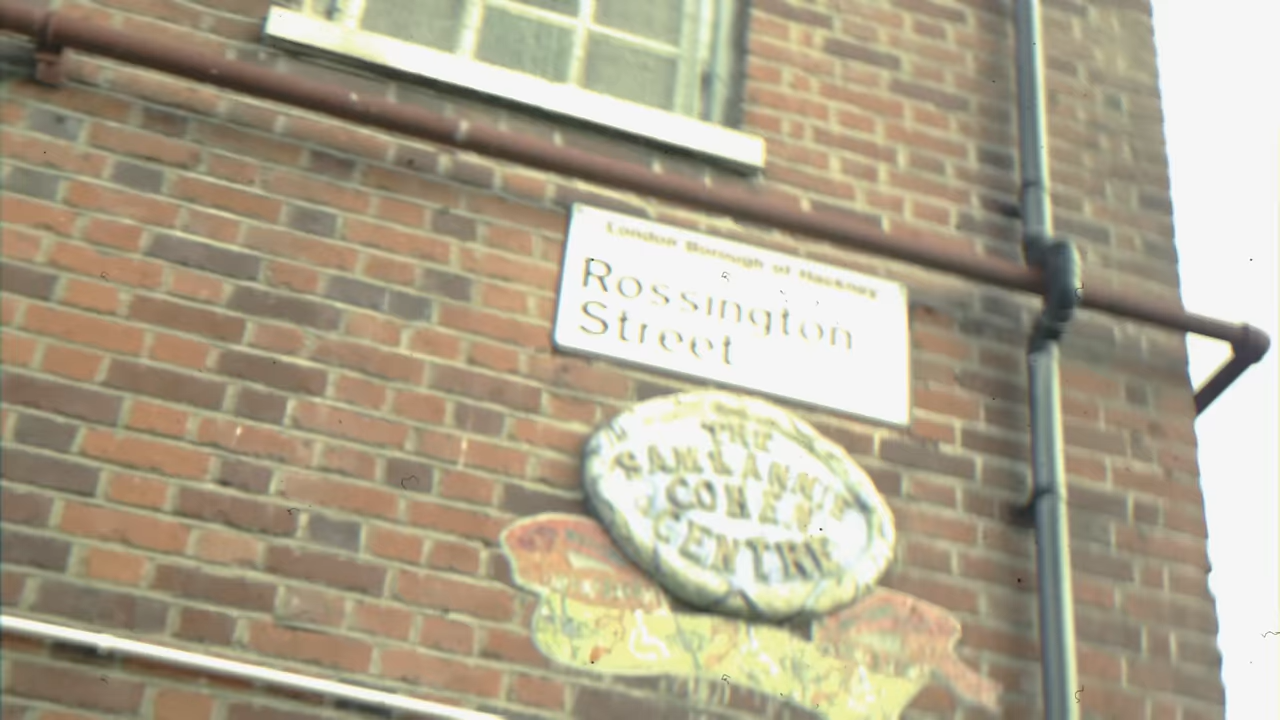 London Borough of Hackney
Rossington
Street
THE
SAM & ANNIE
COHEN
CENTRE